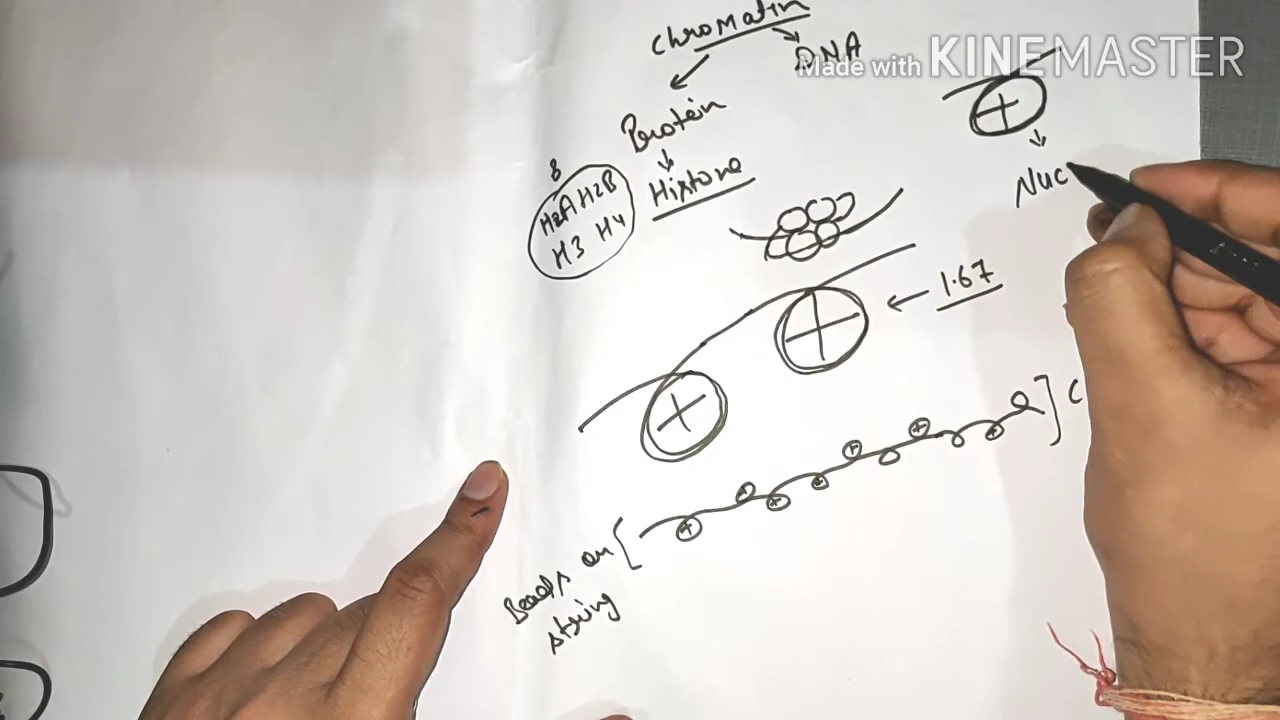 chromatin
DNA
Made with KINEMASTER
Protein
8
Histone
H2A H2B
H3 H4
Nuc
1.67
C
Beads on
string